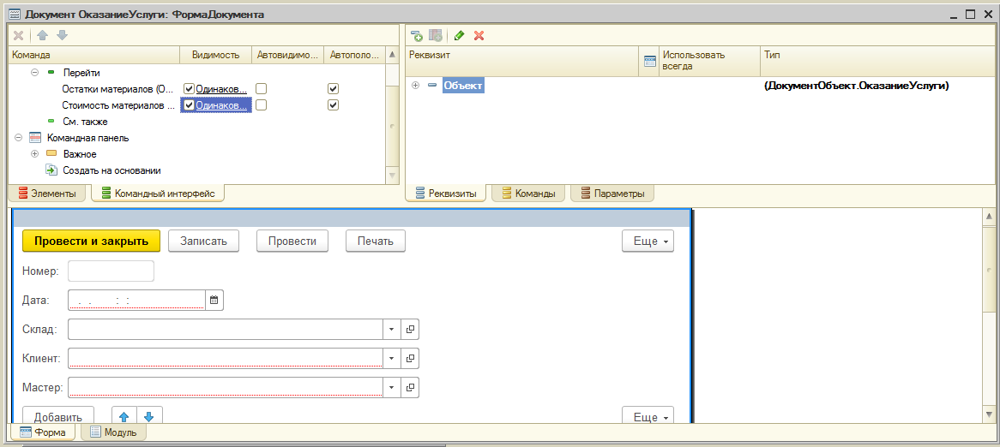 Документ ОказаниеУслуги: ФормаДокумента
Команда Видимость Автовидимо... Автополо...
Перейти
Остатки материалов (О... Одинаков...
Стоимость материалов ... Одинаков...
См. также
Командная панель
Важное
Создать на основании
Элементы Командный интерфейс
Реквизит Использовать всегда Тип
Объект (ДокументОбъект.ОказаниеУслуги)
Реквизиты Команды Параметры
Провести и закрыть Записать Провести Печать Еще
Номер:
Дата: . . : :
Склад:
Клиент:
Мастер:
Добавить Еще
Форма Модуль